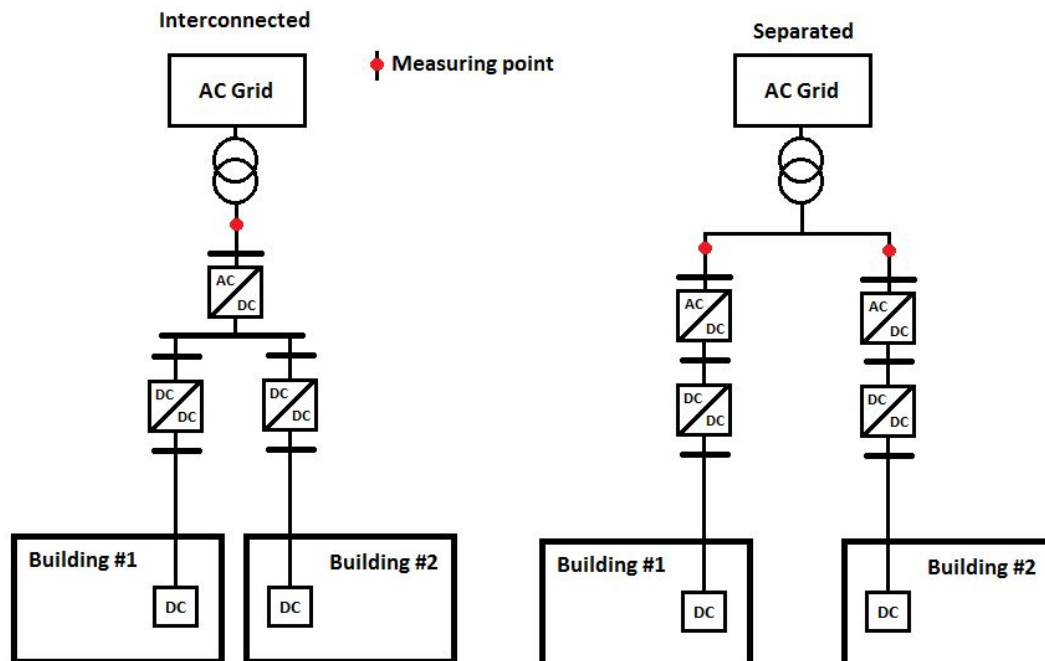 Interconnected
AC Grid
Measuring point
AC
DC
DC
DC
DC
DC
Building #1
Building #2
DC
DC
Separated
AC Grid
AC
DC
AC
DC
DC
DC
DC
DC
Building #1
Building #2
DC
DC